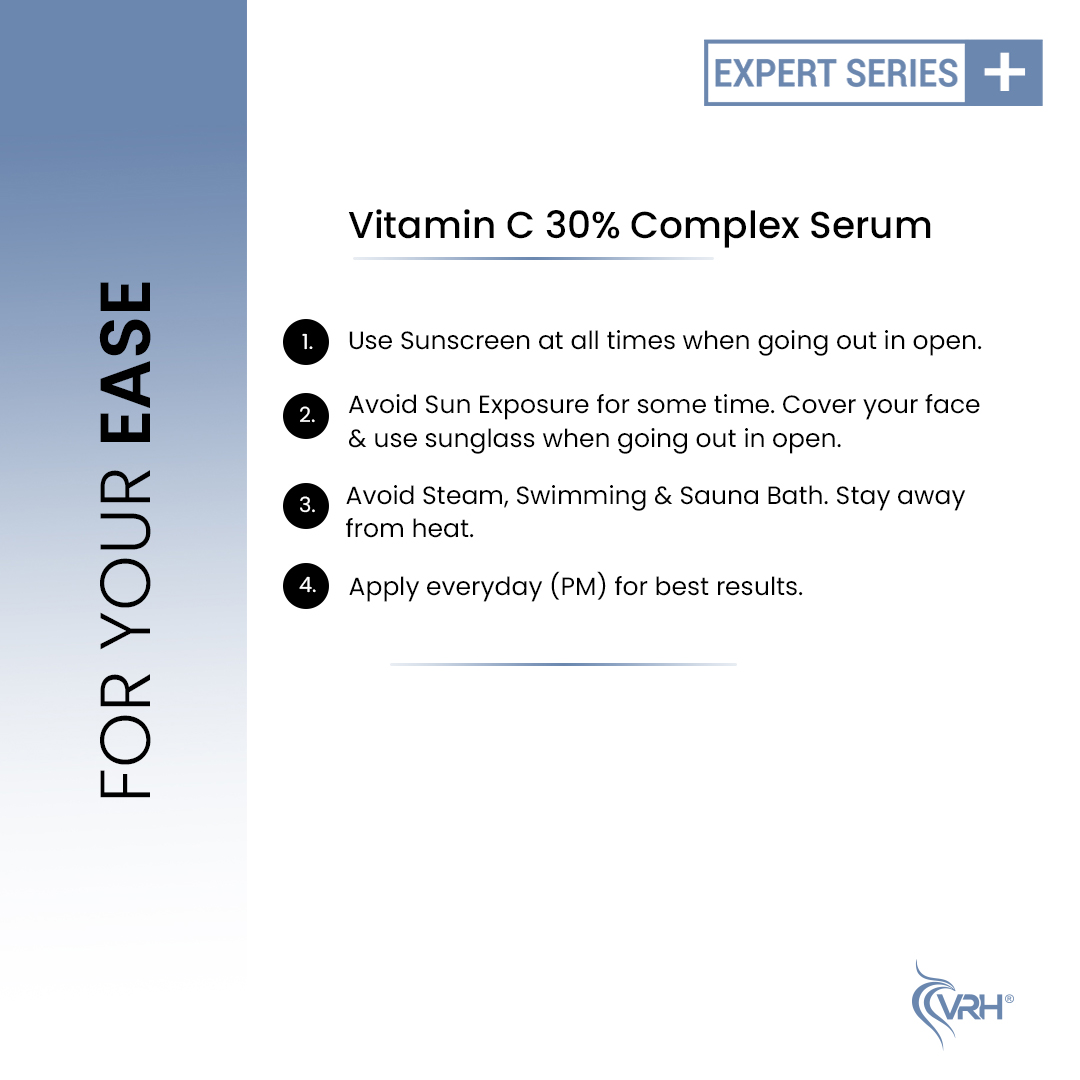 EXPERT SERIES +
FOR YOUR EASE
Vitamin C 30% Complex Serum
1. Use Sunscreen at all times when going out in open.
2. Avoid Sun Exposure for some time. Cover your face
& use sunglass when going out in open.
3. Avoid Steam, Swimming & Sauna Bath. Stay away
from heat.
4. Apply everyday (PM) for best results.
VRH®